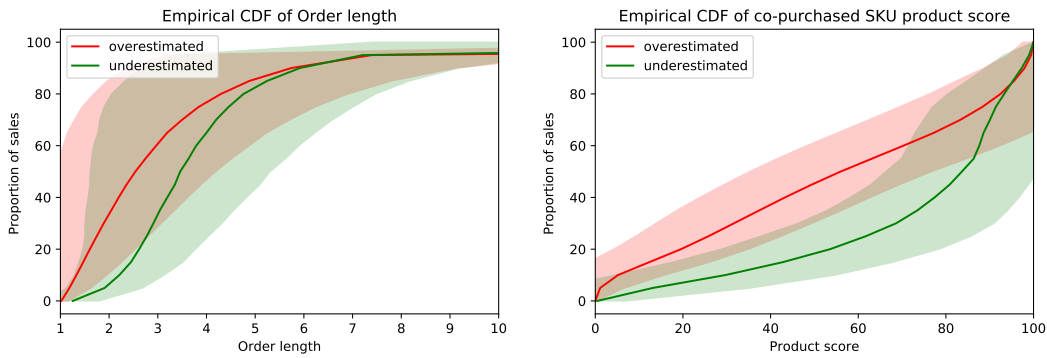 Empirical CDF of Order length
overestimated
underestimated
Proportion of sales
100
80
60
40
20
0
1 2 3 4 5 6 7 8 9 10
Order length
Empirical CDF of co-purchased SKU product score
overestimated
underestimated
Proportion of sales
100
80
60
40
20
0
0 20 40 60 80 100
Product score